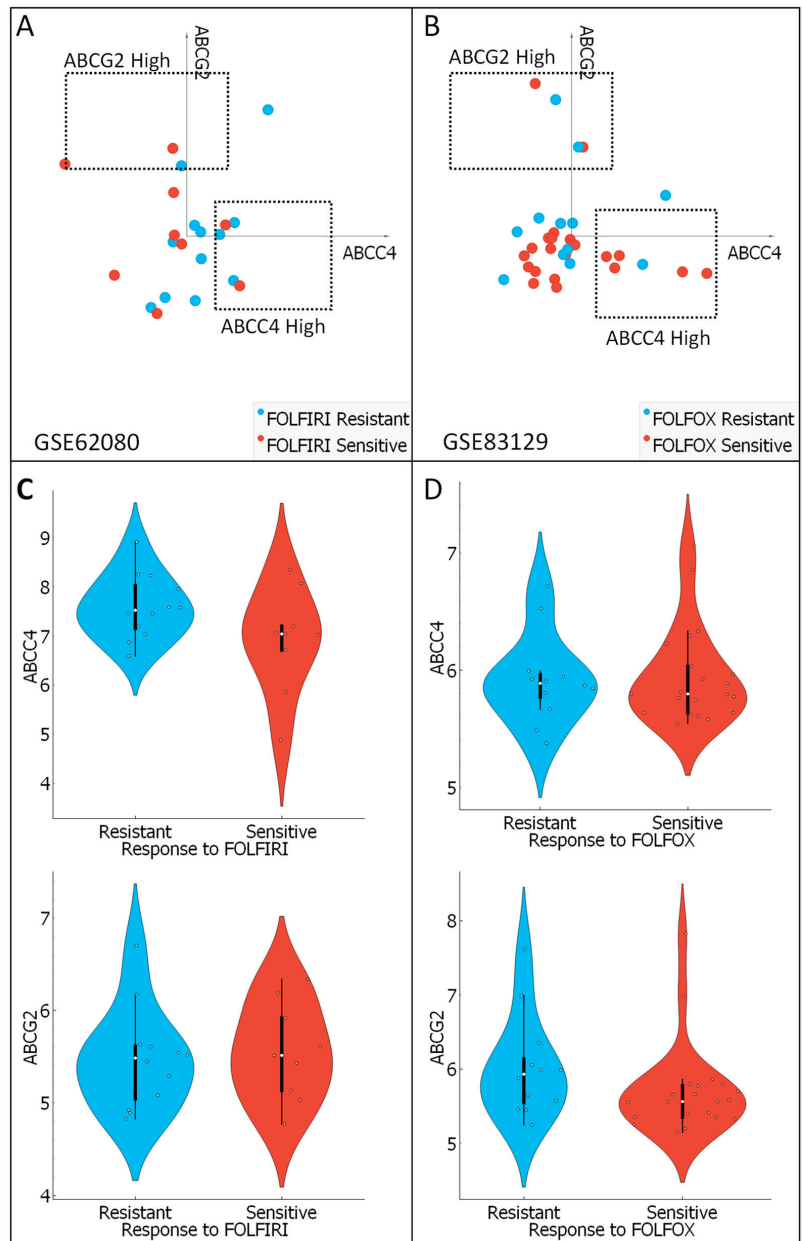 A
ABCG2
ABCG2 High
ABCC4
ABCC4 High
FOLFIRI Resistant
FOLFIRI Sensitive
GSE62080
B
ABCG2
ABCG2 High
ABCC4
ABCC4 High
FOLFOX Resistant
FOLFOX Sensitive
GSE83129
C
ABCC4
9
8
7
6
5
4
Resistant
Sensitive
Response to FOLFIRI
ABCG2
7
6
5
4
Resistant
Sensitive
Response to FOLFIRI
D
ABCC4
7
6
5
Resistant
Sensitive
Response to FOLFOX
ABCG2
8
7
6
5
Resistant
Sensitive
Response to FOLFOX